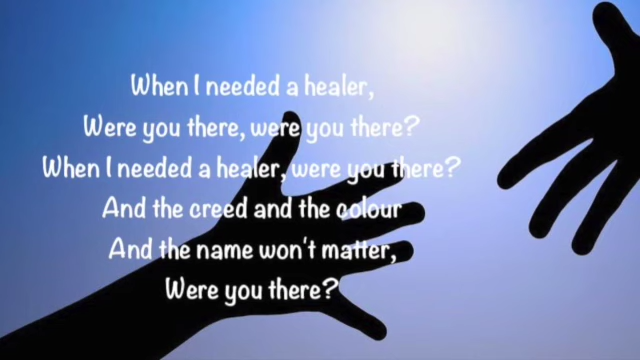 When I needed a healer,
Were you there, were you there?
When I needed a healer, were you there?
And the creed and the colour
And the name won't matter,
Were you there?